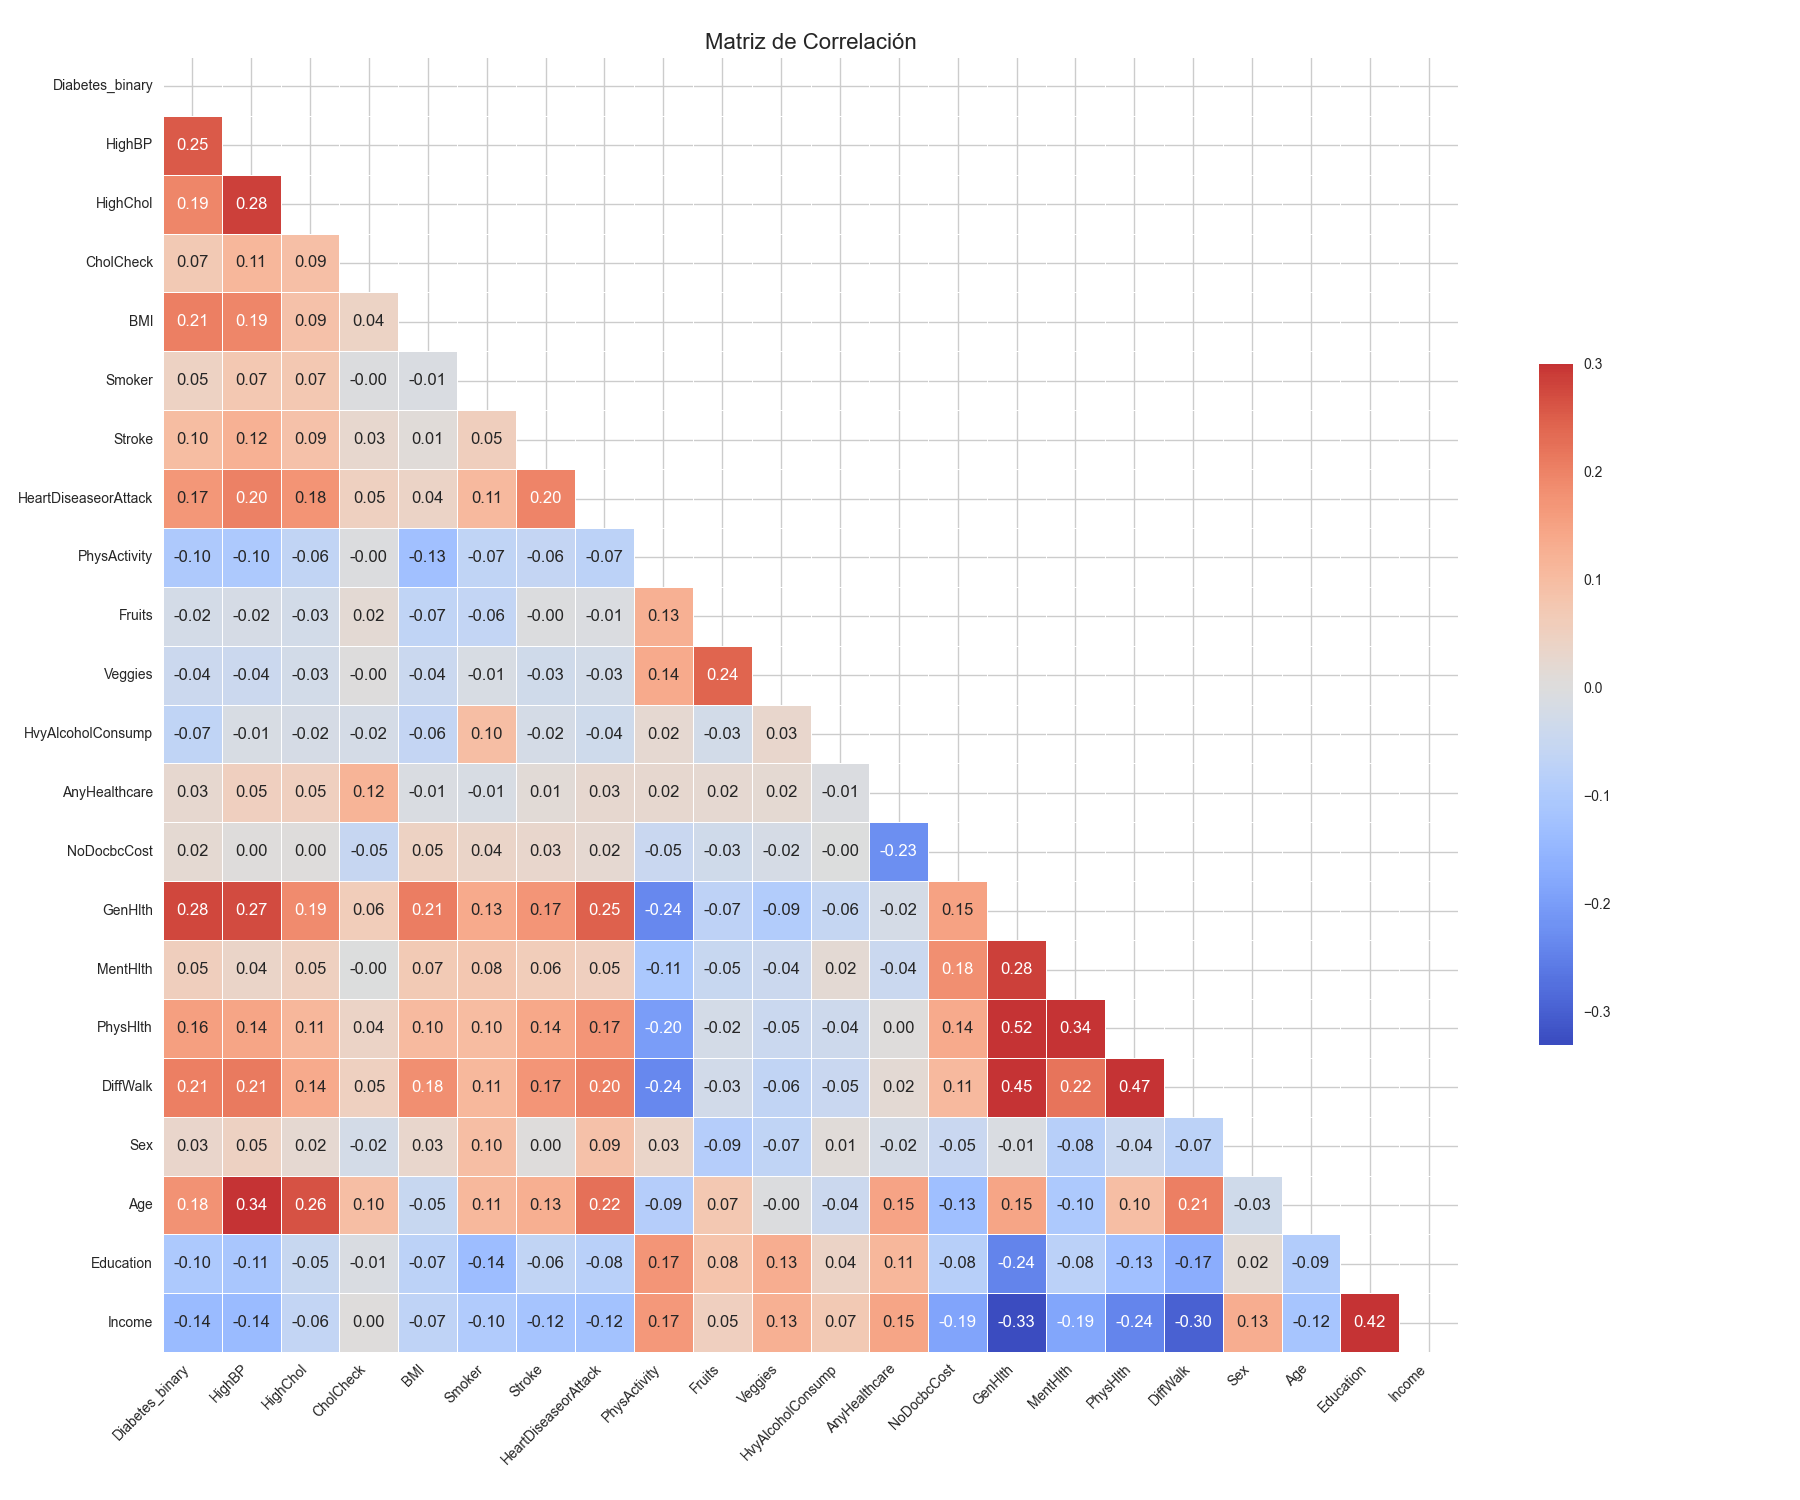 Matriz de Correlación
Diabetes_binary
HighBP 0.25
HighChol 0.19 0.28
CholCheck 0.07 0.11 0.09
BMI 0.21 0.19 0.09 0.04
Smoker 0.05 0.07 0.07 -0.00 -0.01
Stroke 0.10 0.12 0.09 0.03 0.01 0.05
HeartDiseaseorAttack 0.17 0.20 0.18 0.05 0.04 0.11 0.20
PhysActivity -0.10 -0.10 -0.06 -0.00 -0.13 -0.07 -0.06 -0.07
Fruits -0.02 -0.02 -0.03 0.02 -0.07 -0.06 -0.00 -0.01 0.13
Veggies -0.04 -0.04 -0.03 -0.00 -0.04 -0.01 -0.03 -0.03 0.14 0.24
HvyAlcoholConsump -0.07 -0.01 -0.02 -0.02 -0.06 0.10 -0.02 -0.04 0.02 -0.03 0.03
AnyHealthcare 0.03 0.05 0.05 0.12 -0.01 -0.01 0.01 0.03 0.02 0.02 0.02 -0.01
NoDocbcCost 0.02 0.00 0.00 -0.05 0.05 0.04 0.03 0.02 -0.05 -0.03 -0.02 -0.00 -0.23
GenHlth 0.28 0.27 0.19 0.06 0.21 0.13 0.17 0.25 -0.24 -0.07 -0.09 -0.06 -0.02 0.15
MentHlth 0.05 0.04 0.05 -0.00 0.07 0.08 0.06 0.05 -0.11 -0.05 -0.04 0.02 -0.04 0.18 0.28
PhysHlth 0.16 0.14 0.11 0.04 0.10 0.10 0.14 0.17 -0.20 -0.02 -0.05 -0.04 0.00 0.14 0.52 0.34
DiffWalk 0.21 0.21 0.14 0.05 0.18 0.11 0.17 0.20 -0.24 -0.03 -0.06 -0.05 0.02 0.11 0.45 0.22 0.47
Sex 0.03 0.05 0.02 -0.02 0.03 0.10 0.00 0.09 0.03 -0.09 -0.07 0.01 -0.02 -0.05 -0.01 -0.08 -0.04 -0.07
Age 0.18 0.34 0.26 0.10 -0.05 0.11 0.13 0.22 -0.09 0.07 -0.00 -0.04 0.15 -0.13 0.15 -0.10 0.10 0.21 -0.03
Education -0.10 -0.11 -0.05 -0.01 -0.07 -0.14 -0.06 -0.08 0.17 0.08 0.13 0.04 0.11 -0.08 -0.24 -0.08 -0.13 -0.17 0.02 -0.09
Income -0.14 -0.14 -0.06 0.00 -0.07 -0.10 -0.12 -0.12 0.17 0.05 0.13 0.07 0.15 -0.19 -0.33 -0.19 -0.24 -0.30 0.13 -0.12 0.42
Diabetes_binary HighBP HighChol CholCheck BMI Smoker Stroke HeartDiseaseorAttack PhysActivity Fruits Veggies HvyAlcoholConsump AnyHealthcare NoDocbcCost GenHlth MentHlth PhysHlth DiffWalk Sex Age Education Income
0.3
0.2
0.1
0.0
−0.1
−0.2
−0.3